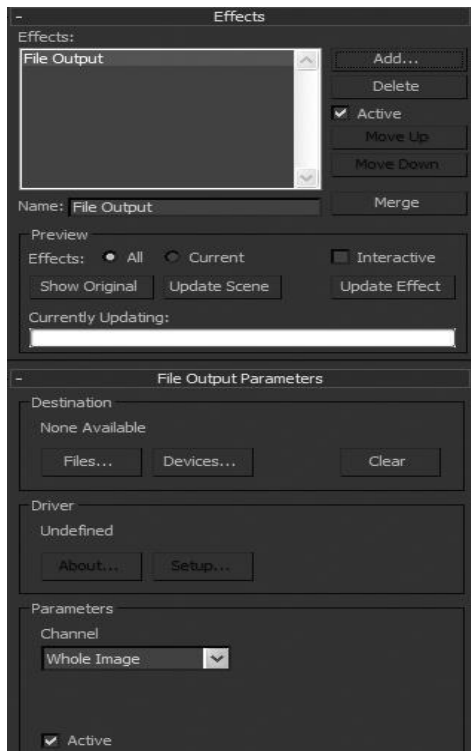 - Effects
Effects:
File Output
Add...
Delete
Active
Move Up
Move Down
Name: File Output
Merge
Preview
Effects: All Current Interactive
Show Original Update Scene Update Effect
Currently Updating:
- File Output Parameters
Destination
None Available
Files... Devices... Clear
Driver
Undefined
About... Setup...
Parameters
Channel
Whole Image
Active